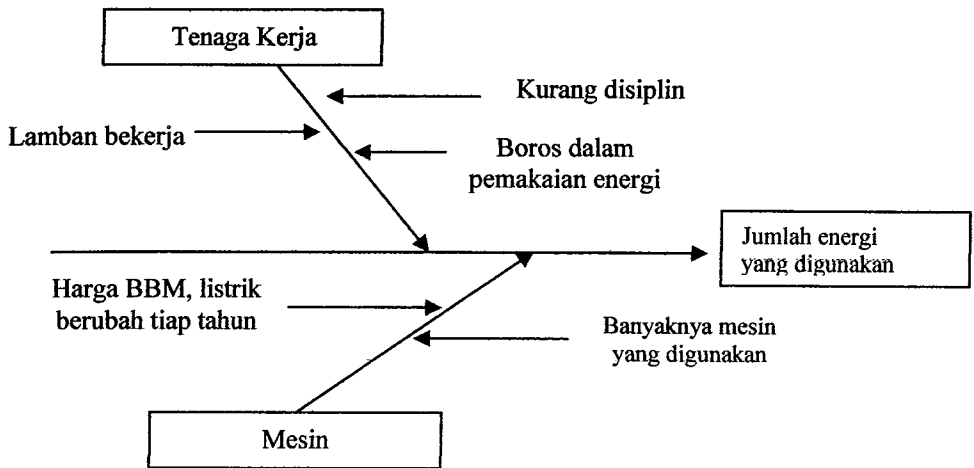 Tenaga Kerja
Kurang disiplin
Lamban bekerja
Boros dalam
pemakaian energi
Jumlah energi
yang digunakan
Harga BBM, listrik
berubah tiap tahun
Banyaknya mesin
yang digunakan
Mesin